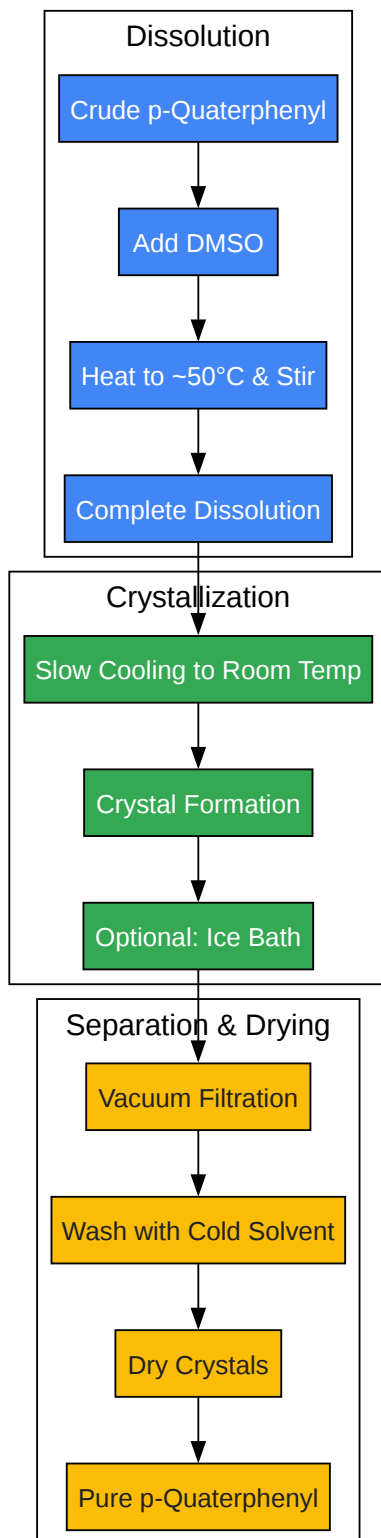 Dissolution
Crude p-Quaterphenyl
Add DMSO
Heat to ~50°C & Stir
Complete Dissolution
Crystallization
Slow Cooling to Room Temp
Crystal Formation
Optional: Ice Bath
Separation & Drying
Vacuum Filtration
Wash with Cold Solvent
Dry Crystals
Pure p-Quaterphenyl